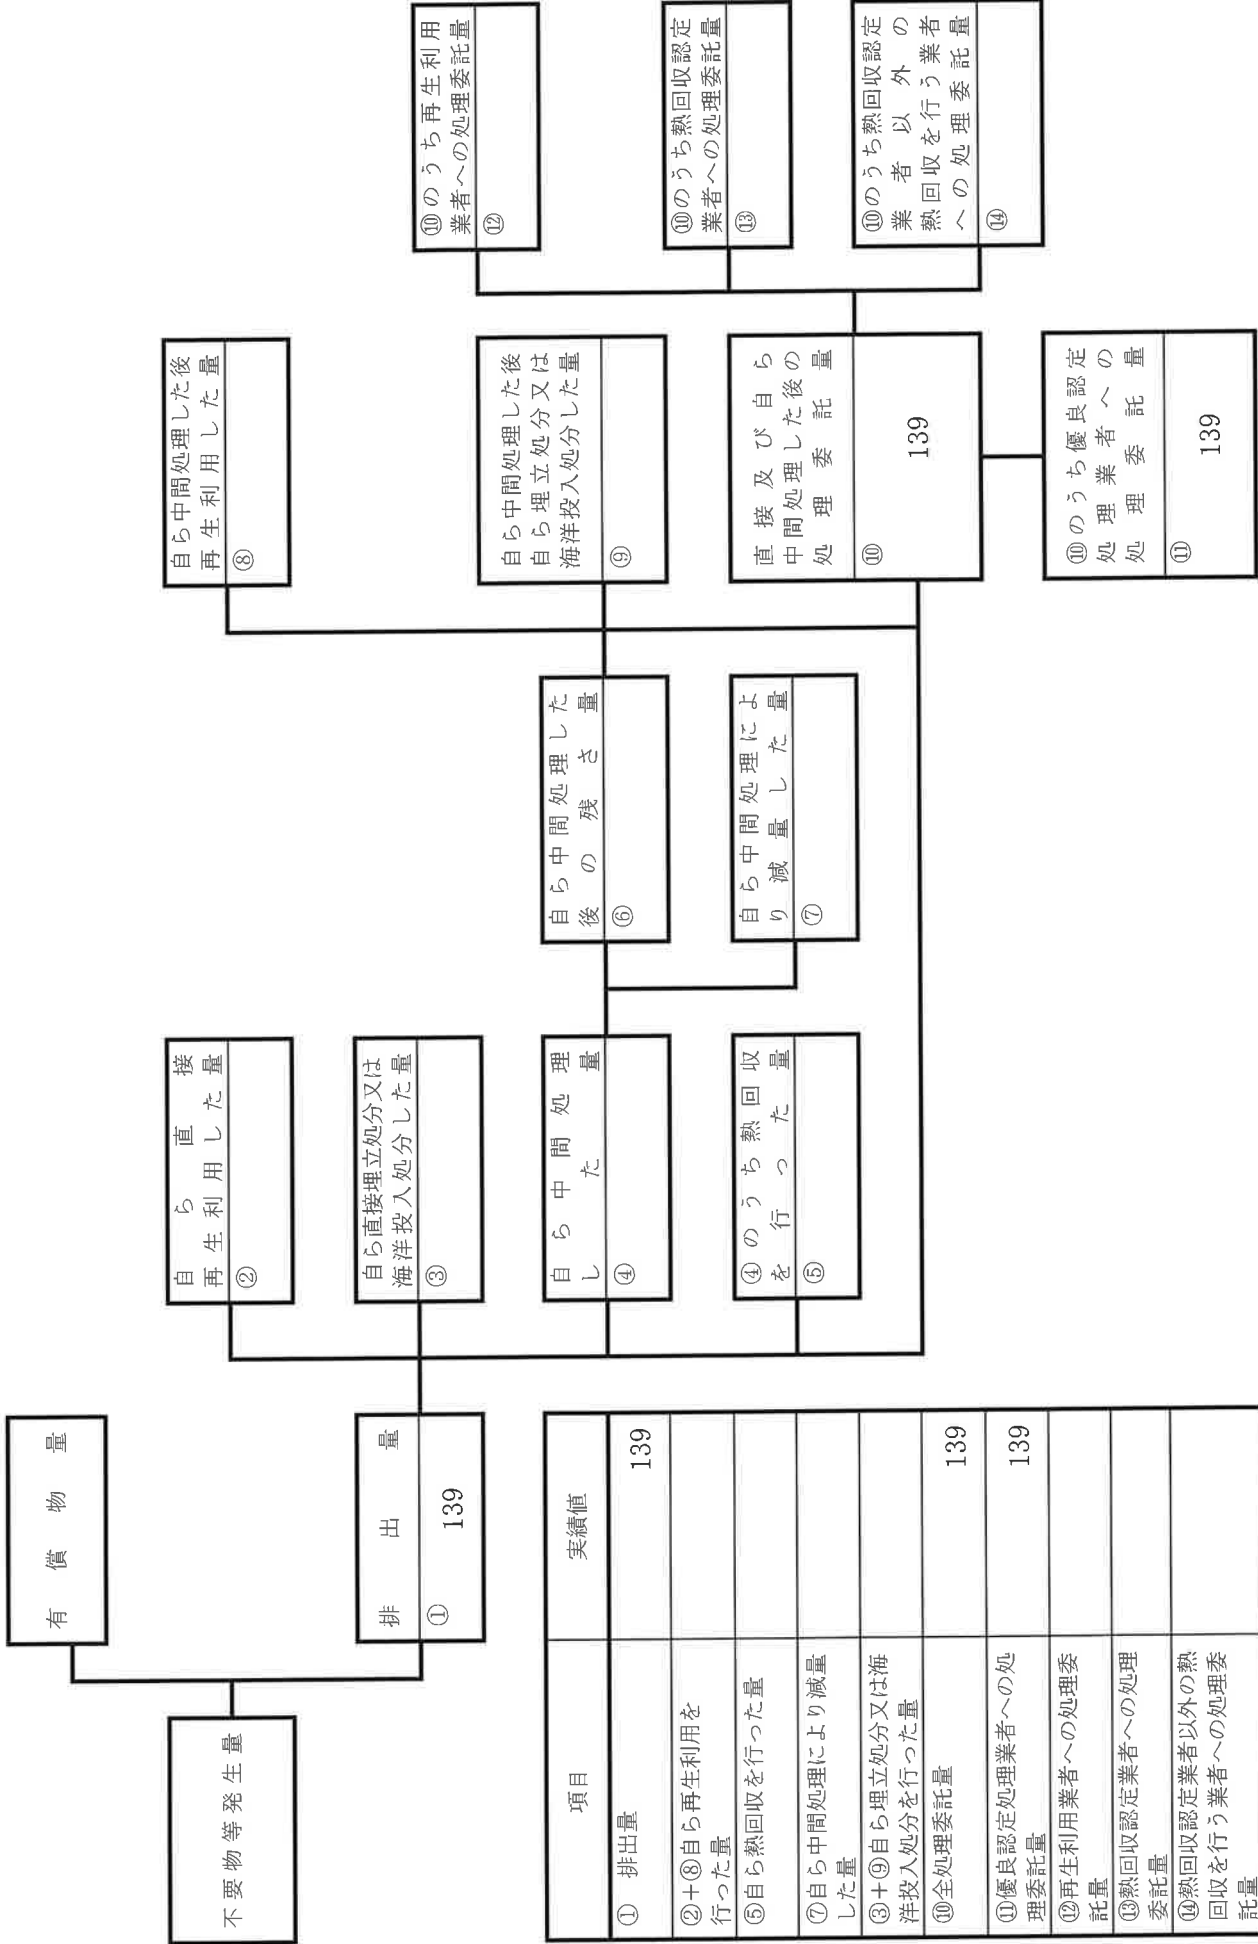 不要物等発生量
有償物量
排出量
①
139
自ら直接
再生利用した量
②
自ら直接埋立処分又は
海洋投入処分した量
③
自ら中間処理
した量
④
④のうち熱回収
を行った量
⑤
自ら中間処理した
後の残さ量
⑥
自ら中間処理によ
り減量した量
⑦
自ら中間処理した後
再生利用した量
⑧
自ら中間処理した後
自ら埋立処分又は
海洋投入処分した量
⑨
直接及び自ら
中間処理した後の
処理委託量
⑩
139
⑩のうち優良認定
処理業者への
処理委託量
⑪
139
⑩のうち再生利用
業者への処理委託量
⑫
⑩のうち熱回収認定
業者への処理委託量
⑬
⑩のうち熱回収認定
業者以外の
熱回収を行う業者
への処理委託量
⑭
項目 実績値
① 排出量 139
②+⑧自ら再生利用を
行った量
⑤自ら熱回収を行った量
⑦自ら中間処理により減量
した量
③+⑨自ら埋立処分又は海
洋投入処分を行った量
⑩全処理委託量 139
⑪優良認定処理業者への処
理委託量 139
⑫再生利用業者への処理委
託量
⑬熱回収認定業者への処理
委託量
⑭熱回収認定業者以外の熱
回収を行う業者への処理委
託量